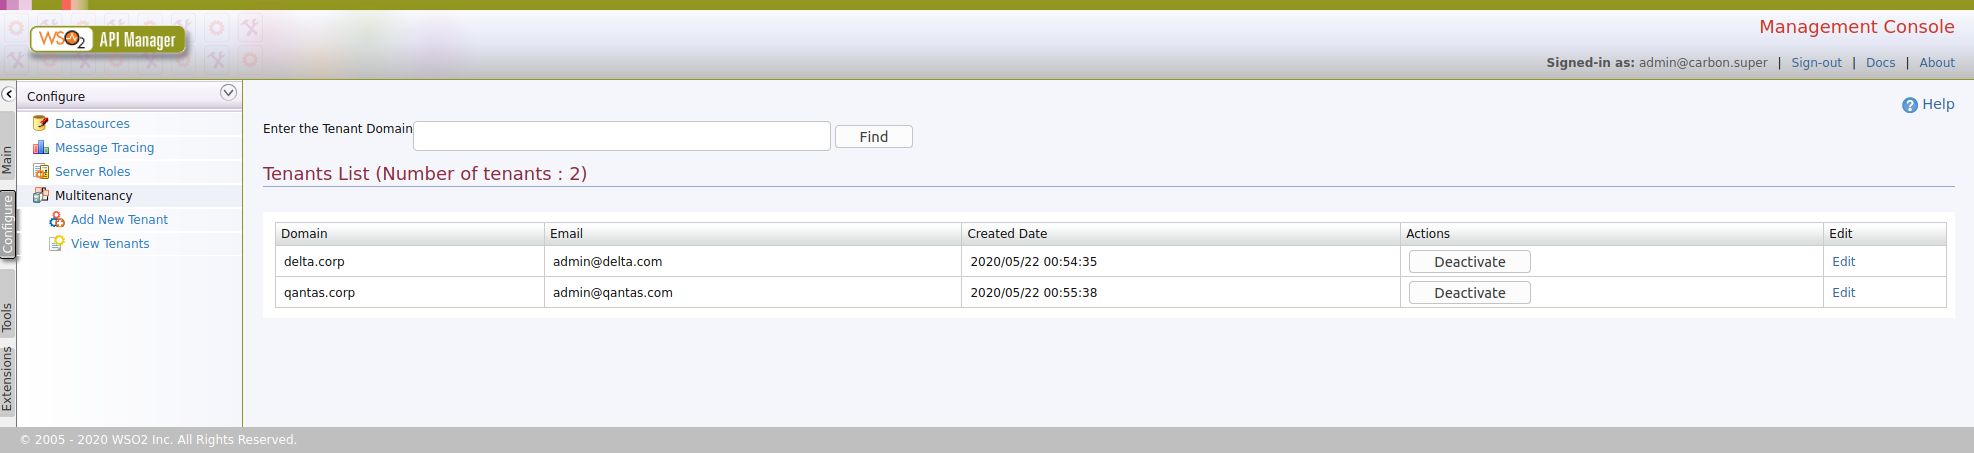 WSO2 API Manager
Management Console
Signed-in as: admin@carbon.super | Sign-out | Docs | About
Main
Configure
Tools
Extensions
Configure
Datasources
Message Tracing
Server Roles
Multitenancy
Add New Tenant
View Tenants
Help
Enter the Tenant Domain Find
Tenants List (Number of tenants : 2)
Domain Email Created Date Actions Edit
delta.corp admin@delta.com 2020/05/22 00:54:35 Deactivate Edit
qantas.corp admin@qantas.com 2020/05/22 00:55:38 Deactivate Edit
© 2005 - 2020 WSO2 Inc. All Rights Reserved.